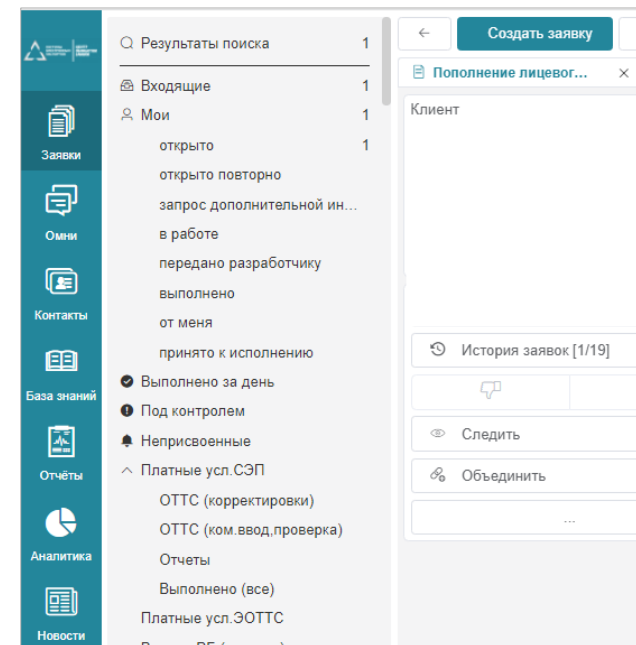 Заявки
Омни
Контакты
База знаний
Отчёты
Аналитика
Новости
Результаты поиска 1
Входящие 1
Мои 1
открыто 1
открыто повторно
запрос дополнительной ин...
в работе
передано разработчику
выполнено
от меня
принято к исполнению
Выполнено за день
Под контролем
Неприсвоенные
Платные усл.СЭП
ОТТС (корректировки)
ОТТС (ком.ввод,проверка)
Отчеты
Выполнено (все)
Платные усл.ЭОТТС
Создать заявку
Пополнение лицевог...
Клиент
История заявок [1/19]
Следить
Объединить
...